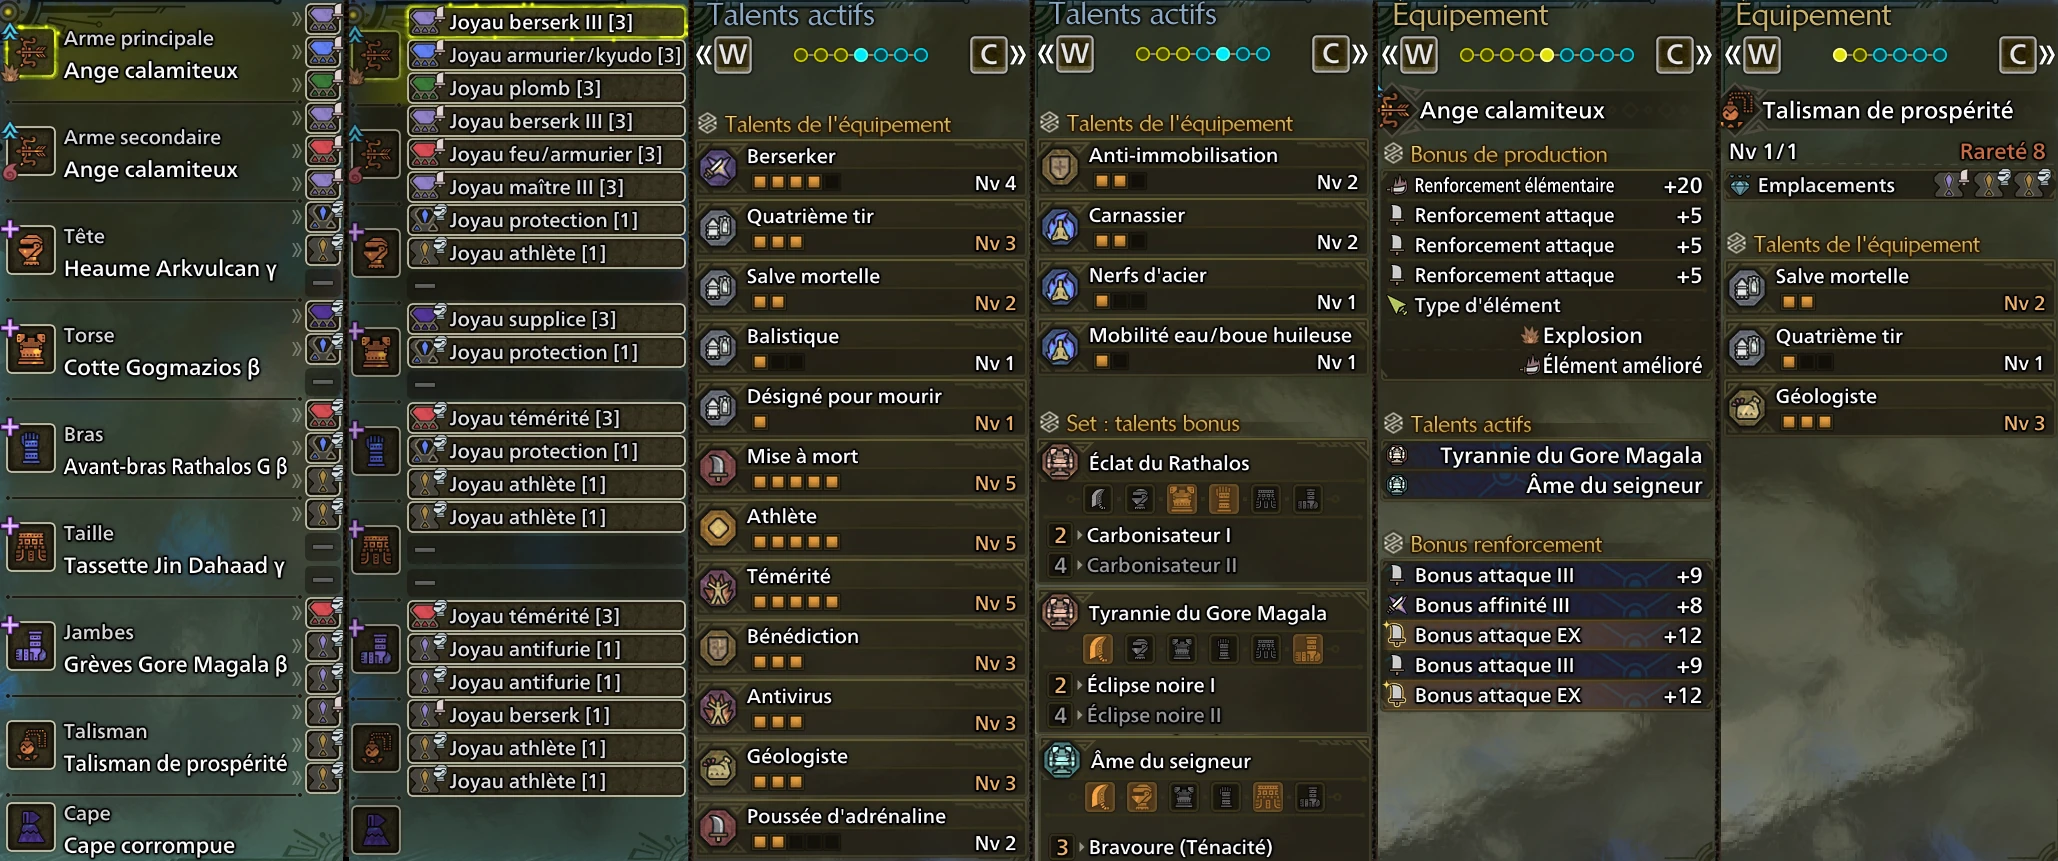 Arme principale
Ange calamiteux
Arme secondaire
Ange calamiteux
Tête
Heaume Arkvulcan γ
Torse
Cotte Gogmazios β
Bras
Avant-bras Rathalos G β
Taille
Tassette Jin Dahaad γ
Jambes
Grèves Gore Magala β
Talisman
Talisman de prospérité
Cape
Cape corrompue
Joyau berserk III [3]
Joyau armurier/kyudo [3]
Joyau plomb [3]
Joyau berserk III [3]
Joyau feu/armurier [3]
Joyau maître III [3]
Joyau protection [1]
Joyau athlète [1]
Joyau supplice [3]
Joyau protection [1]
Joyau témérité [3]
Joyau protection [1]
Joyau athlète [1]
Joyau athlète [1]
Joyau témérité [3]
Joyau antifurie [1]
Joyau antifurie [1]
Joyau berserk [1]
Joyau athlète [1]
Joyau athlète [1]
Talents actifs
W C
Talents de l'équipement
Berserker
Nv 4
Quatrième tir
Nv 3
Salve mortelle
Nv 2
Balistique
Nv 1
Désigné pour mourir
Nv 1
Mise à mort
Nv 5
Athlète
Nv 5
Témérité
Nv 5
Bénédiction
Nv 3
Antivirus
Nv 3
Géologiste
Nv 3
Poussée d'adrénaline
Nv 2
Talents actifs
W C
Talents de l'équipement
Anti-immobilisation
Nv 2
Carnassier
Nv 2
Nerfs d'acier
Nv 1
Mobilité eau/boue huileuse
Nv 1
Set : talents bonus
Éclat du Rathalos
2 Carbonisateur I
4 Carbonisateur II
Tyrannie du Gore Magala
2 Éclipse noire I
4 Éclipse noire II
Âme du seigneur
3 Bravoure (Ténacité)
Équipement
W C
Ange calamiteux
Bonus de production
Renforcement élémentaire +20
Renforcement attaque +5
Renforcement attaque +5
Renforcement attaque +5
Type d'élément
Explosion
Élément amélioré
Talents actifs
Tyrannie du Gore Magala
Âme du seigneur
Bonus renforcement
Bonus attaque III +9
Bonus affinité III +8
Bonus attaque EX +12
Bonus attaque III +9
Bonus attaque EX +12
Équipement
W C
Talisman de prospérité
Nv 1/1 Rareté 8
Emplacements
Talents de l'équipement
Salve mortelle
Nv 2
Quatrième tir
Nv 1
Géologiste
Nv 3